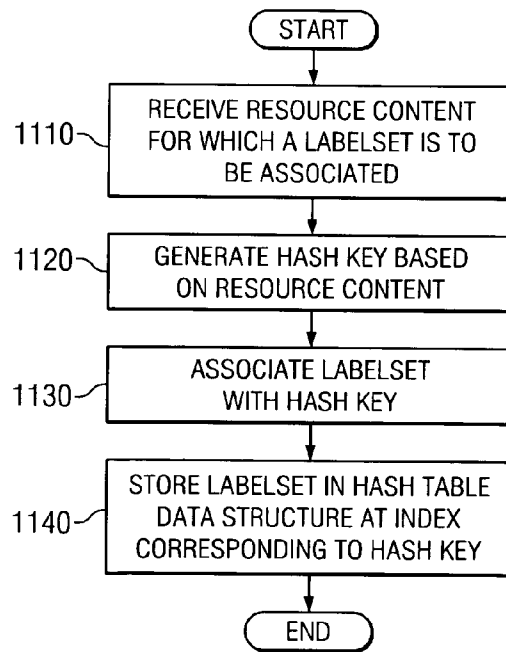 START
1110
RECEIVE RESOURCE CONTENT
FOR WHICH A LABELSET IS TO
BE ASSOCIATED
1120
GENERATE HASH KEY BASED
ON RESOURCE CONTENT
1130
ASSOCIATE LABELSET
WITH HASH KEY
1140
STORE LABELSET IN HASH TABLE
DATA STRUCTURE AT INDEX
CORRESPONDING TO HASH KEY
END